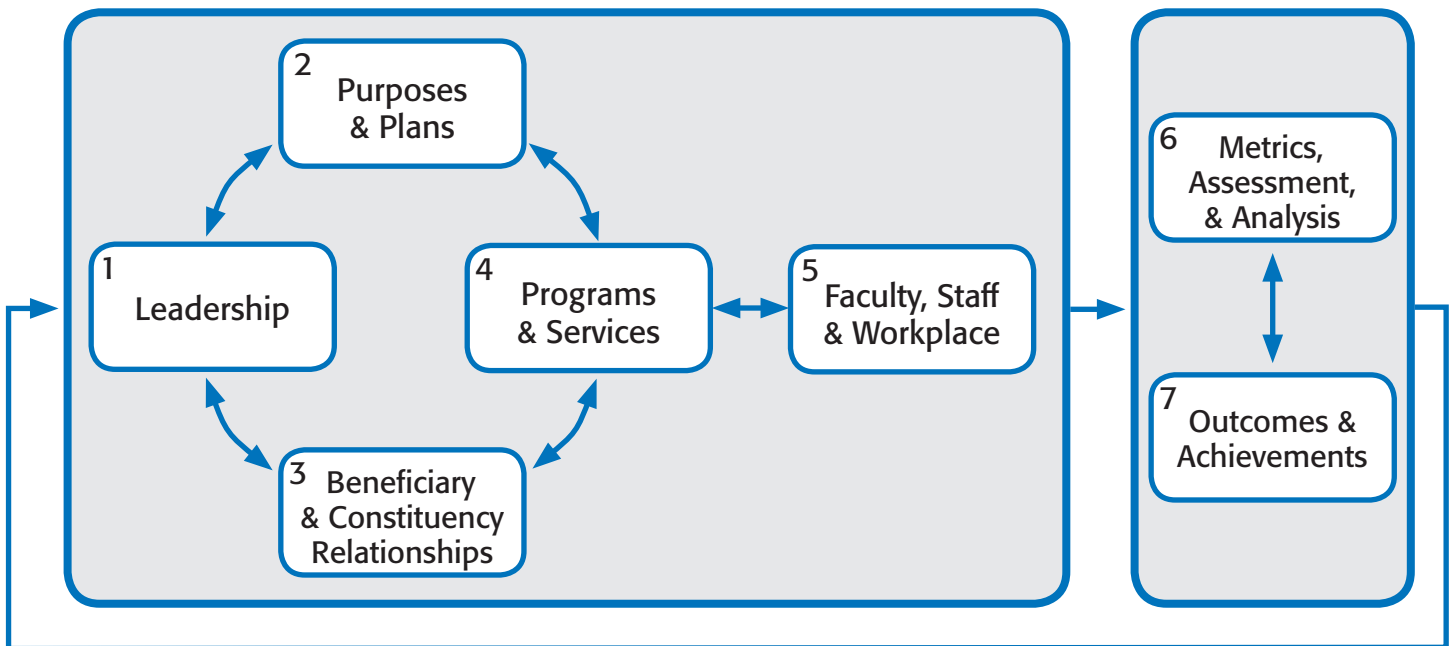 1
Leadership
2
Purposes
& Plans
3
Beneficiary
& Constituency
Relationships
4
Programs
& Services
5
Faculty, Staff
& Workplace
6
Metrics,
Assessment,
& Analysis
7
Outcomes &
Achievements